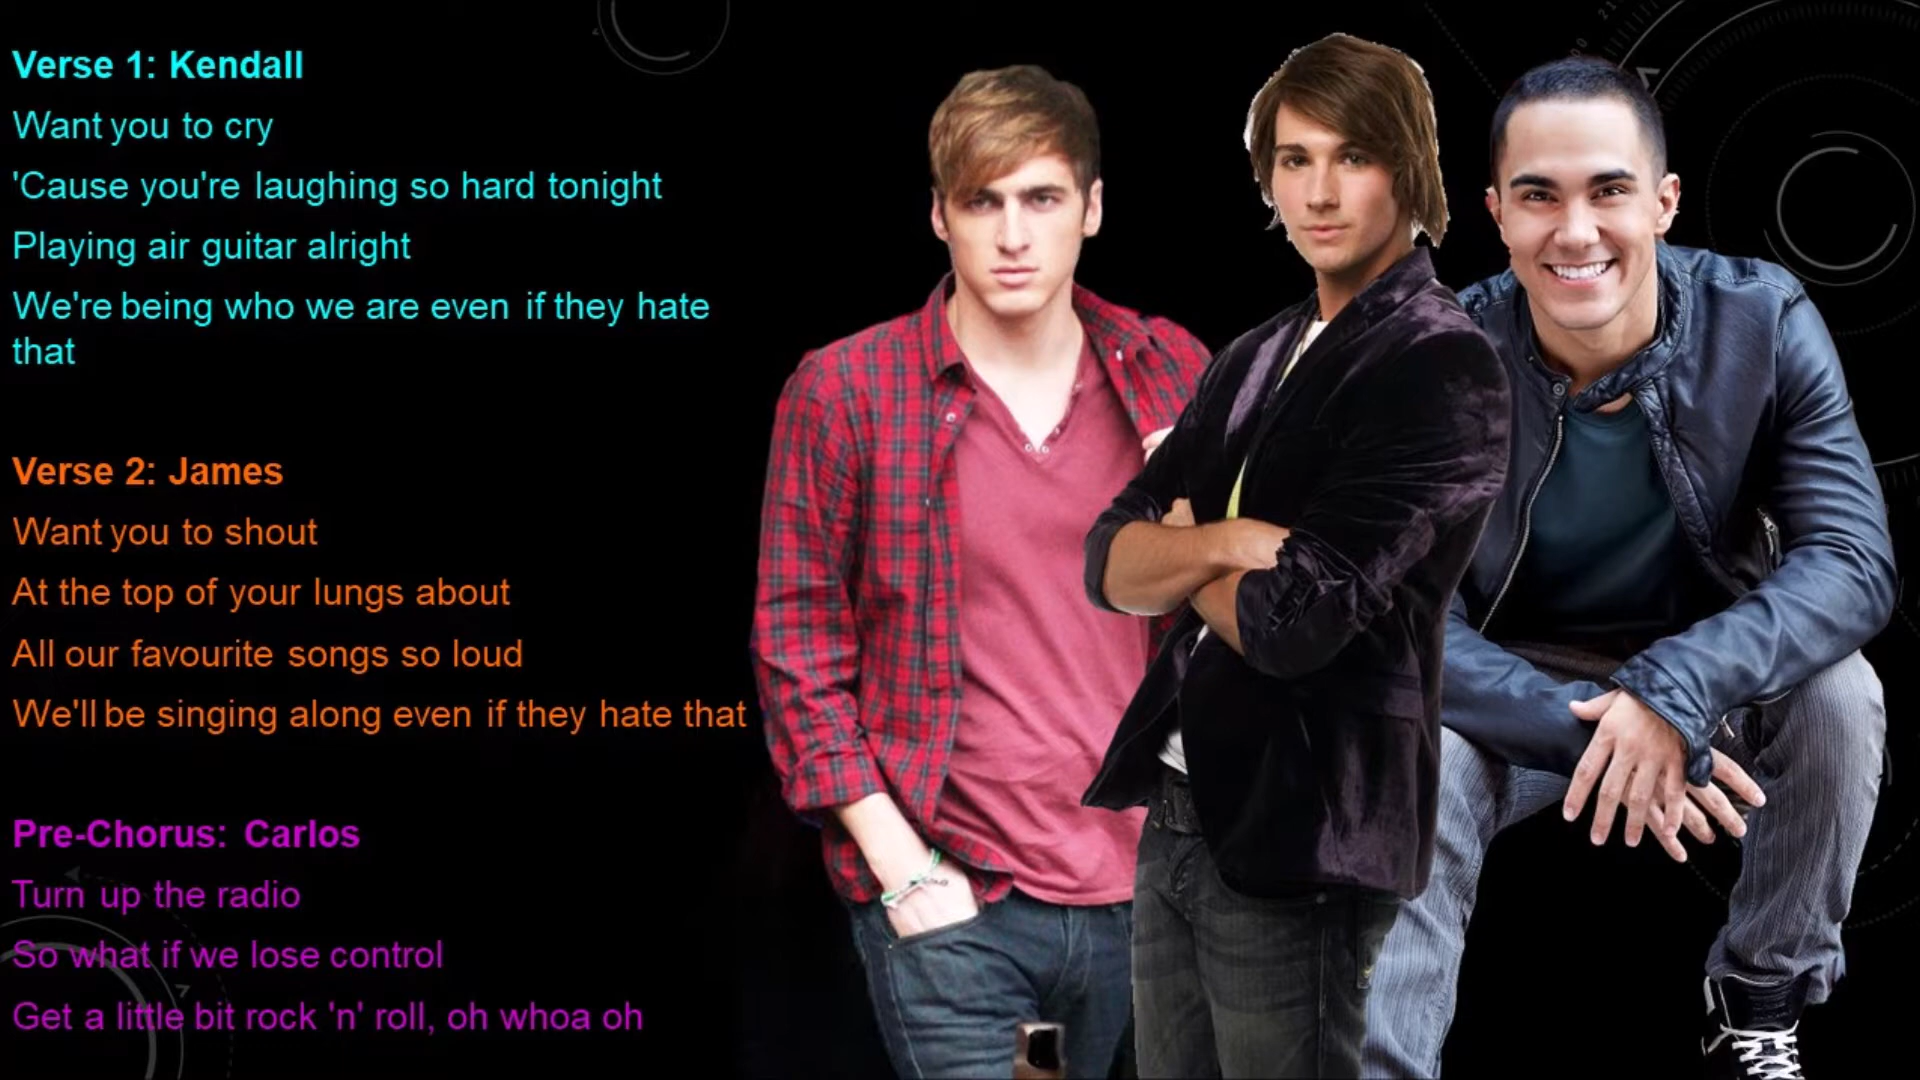 Verse 1: Kendall
Want you to cry
'Cause you're laughing so hard tonight
Playing air guitar alright
We're being who we are even if they hate
that
Verse 2: James
Want you to shout
At the top of your lungs about
All our favourite songs so loud
We'll be singing along even if they hate that
Pre-Chorus: Carlos
Turn up the radio
So what if we lose control
Get a little bit rock 'n' roll, oh whoa oh